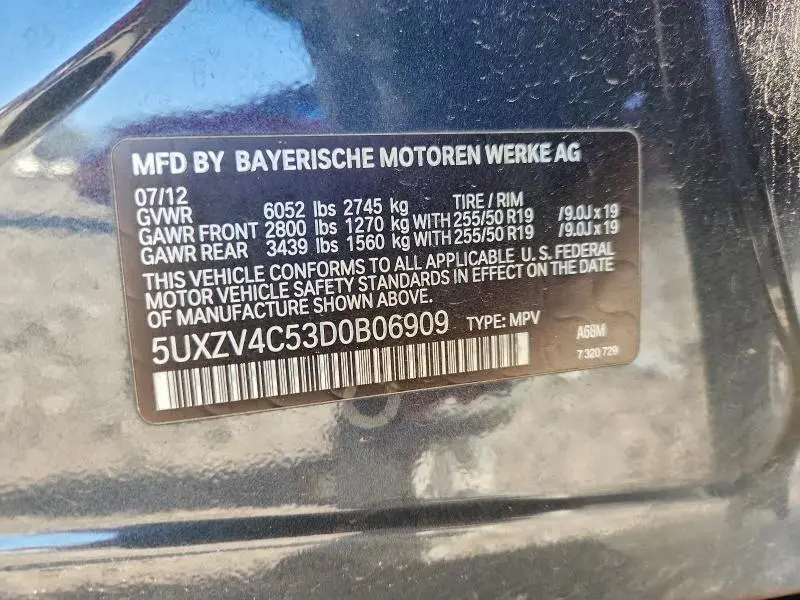 MFD BY BAYERISCHE MOTOREN WERKE AG
07/12 TIRE / RIM
GVWR 6052 lbs 2745 kg
GAWR FRONT 2800 lbs 1270 kg WITH 255/50 R19 /9.0J x 19
GAWR REAR 3439 lbs 1560 kg WITH 255/50 R19 /9.0J x 19
THIS VEHICLE CONFORMS TO ALL APPLICABLE U. S. FEDERAL
MOTOR VEHICLE SAFETY STANDARDS IN EFFECT ON THE DATE
OF MANUFACTURE SHOWN ABOVE.
5UXZV4C53D0B06909 TYPE: MPV A68M
7 320 729